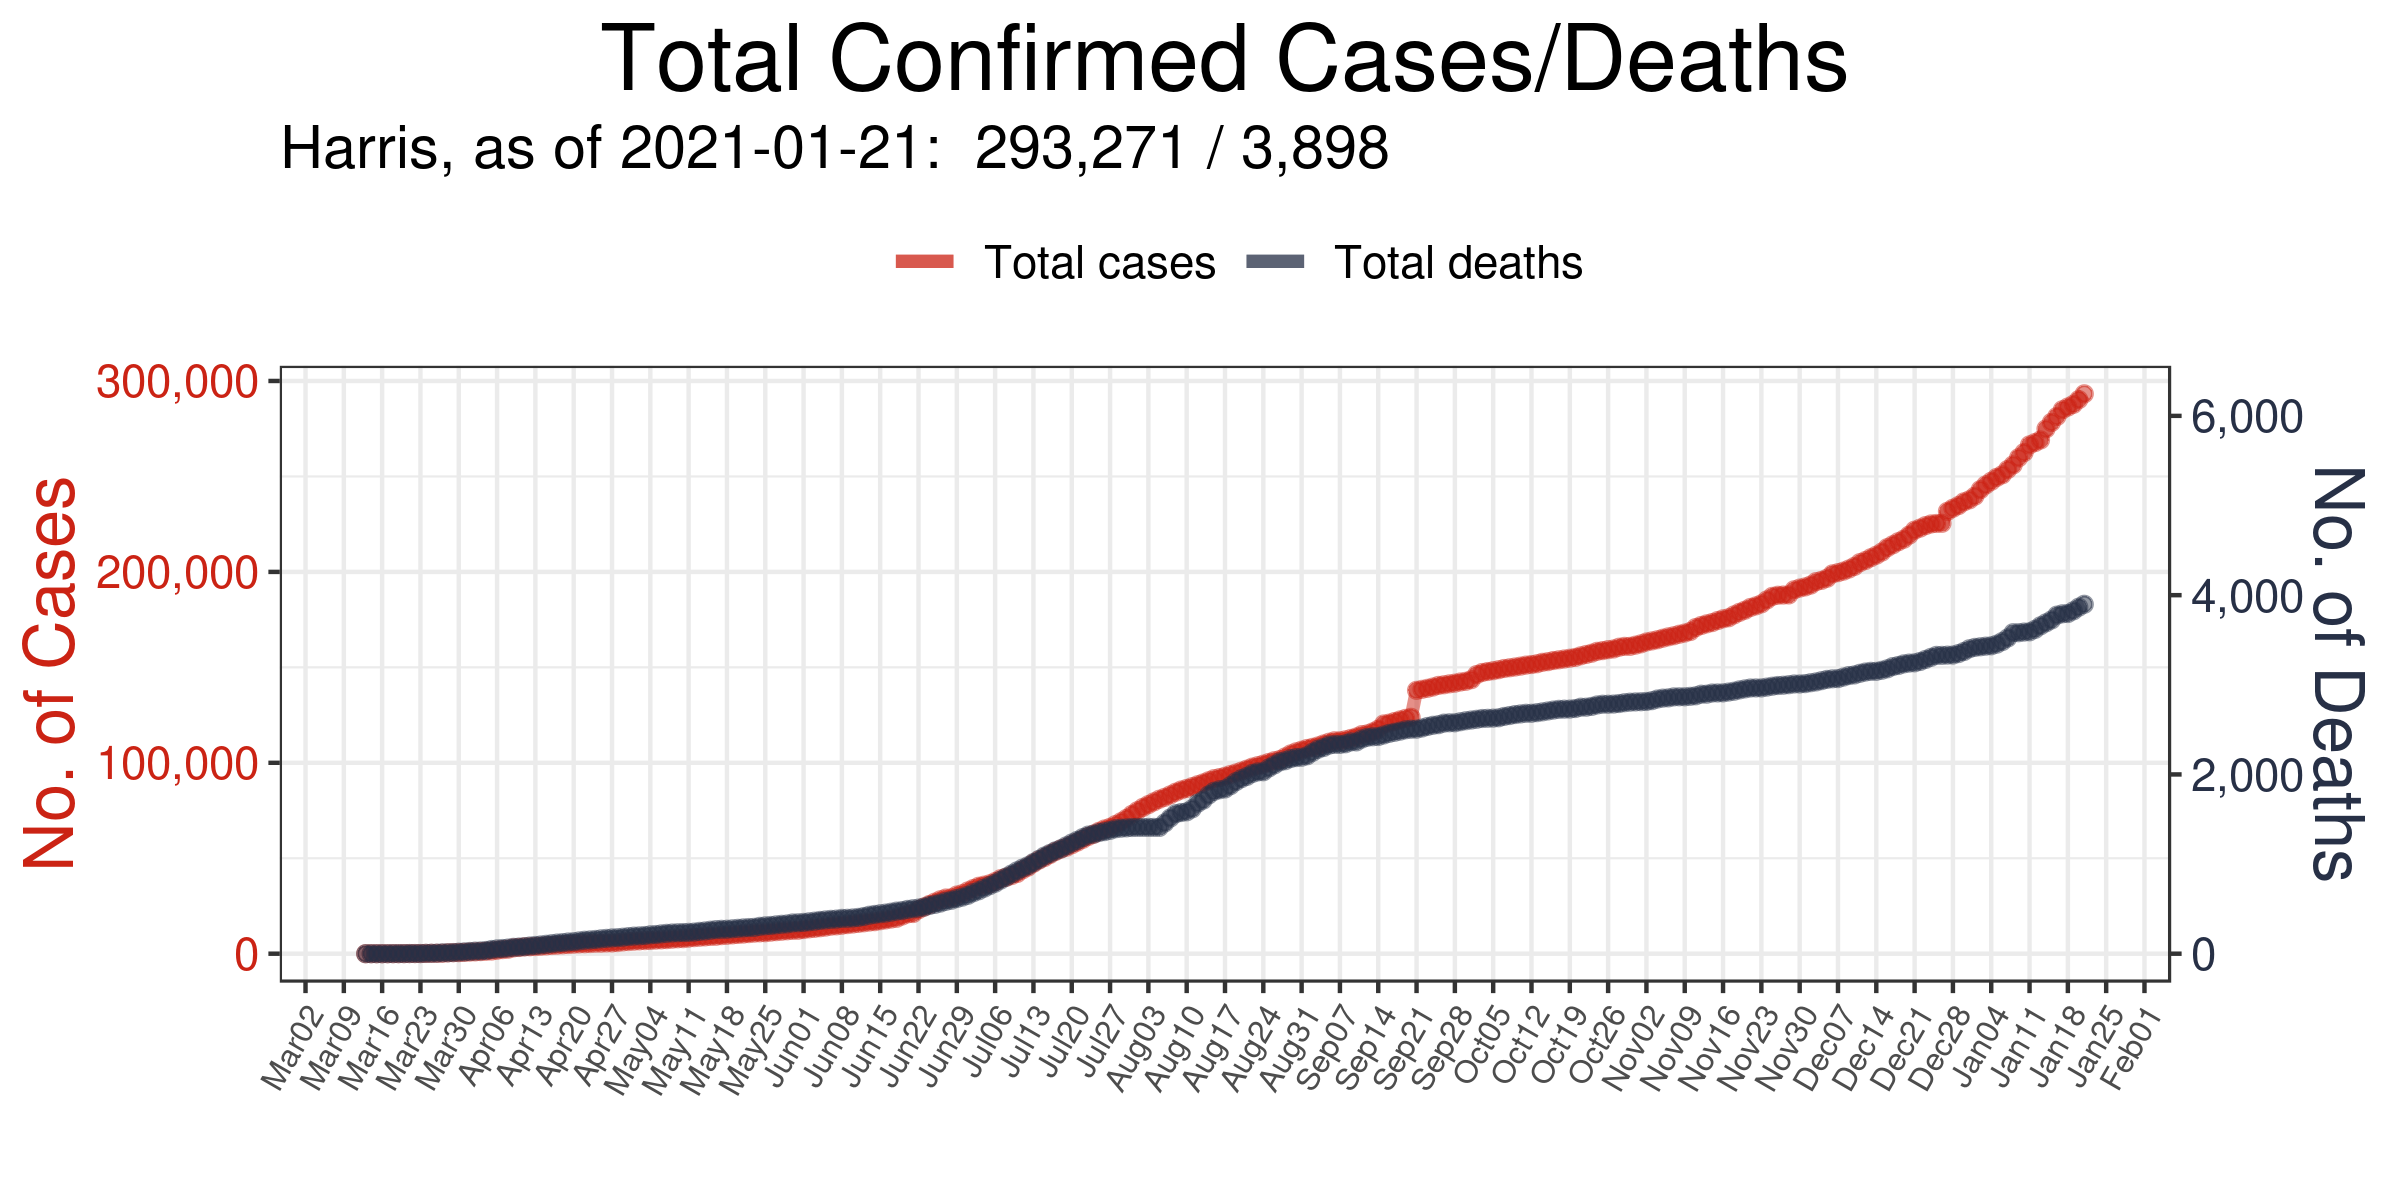 Total Confirmed Cases/Deaths
Harris, as of 2021-01-21:  293,271 / 3,898
Total cases
Total deaths
No. of Cases
300,000
200,000
100,000
0
6,000
4,000
2,000
0
No. of Deaths
Mar02
Mar09
Mar16
Mar23
Mar30
Apr06
Apr13
Apr20
Apr27
May04
May11
May18
May25
Jun01
Jun08
Jun15
Jun22
Jun29
Jul06
Jul13
Jul20
Jul27
Aug03
Aug10
Aug17
Aug24
Aug31
Sep07
Sep14
Sep21
Sep28
Oct05
Oct12
Oct19
Oct26
Nov02
Nov09
Nov16
Nov23
Nov30
Dec07
Dec14
Dec21
Dec28
Jan04
Jan11
Jan18
Jan25
Feb01